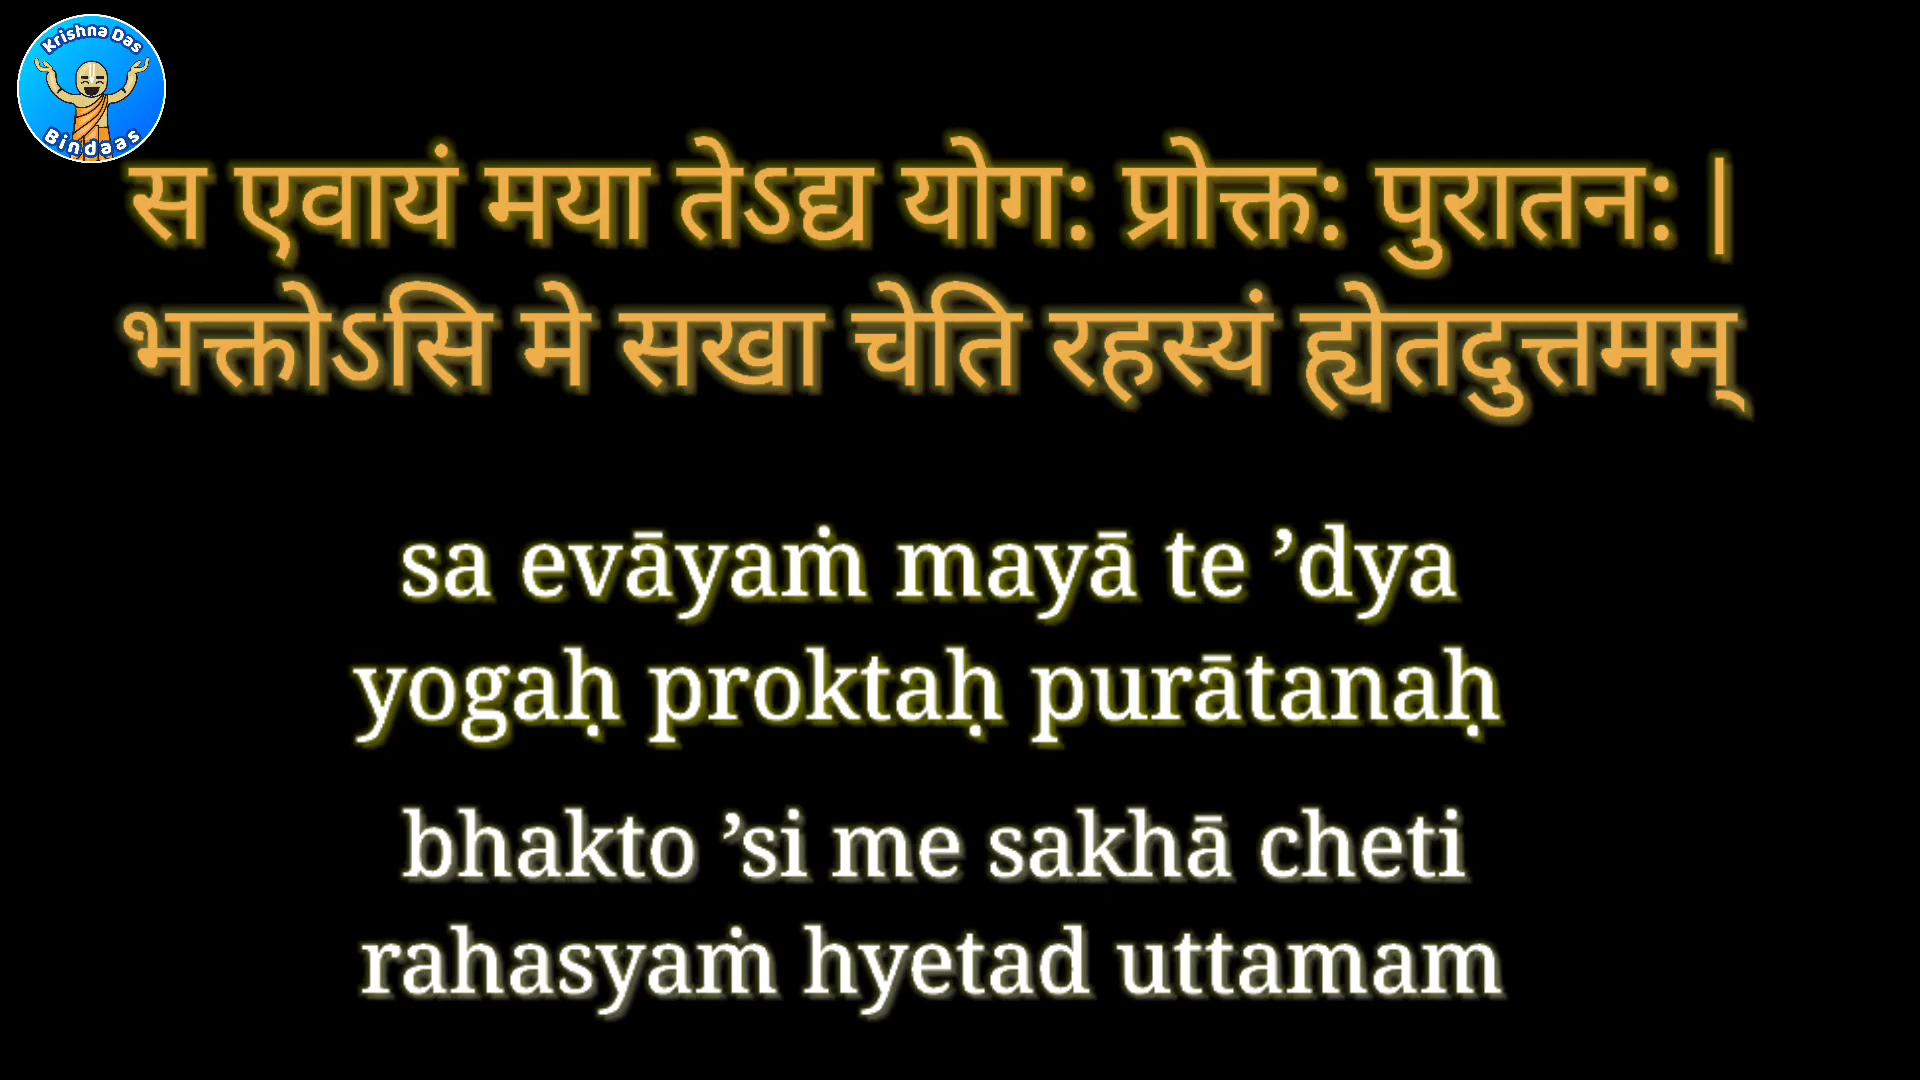 Krishna Das
Bindaas
स एवायं मया तेऽद्य योग: प्रोक्त: पुरातन: |
भक्तोऽसि मे सखा चेति रहस्यं ह्येतदुत्तमम्
sa evāyaṁ mayā te ’dya
yogaḥ proktaḥ purātanaḥ
bhakto ’si me sakhā cheti
rahasyaṁ hyetad uttamam